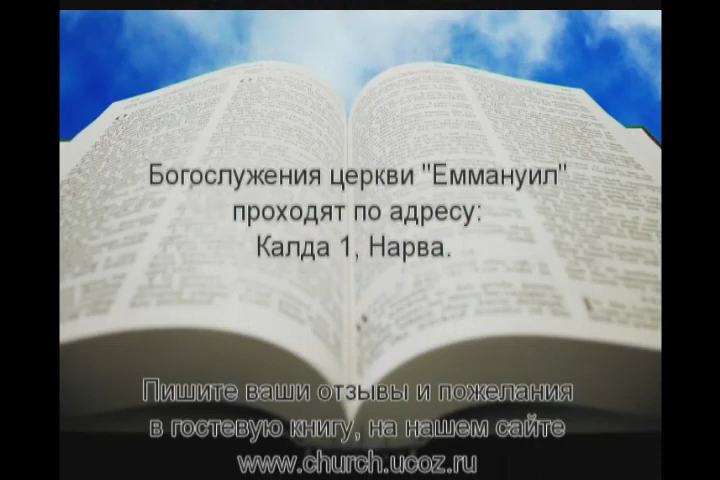 Богослужения церкви "Еммануил"
проходят по адресу:
Калда 1, Нарва.
Пишите ваши отзывы и пожелания
в гостевую книгу, на нашем сайте
www.church.ucoz.ru